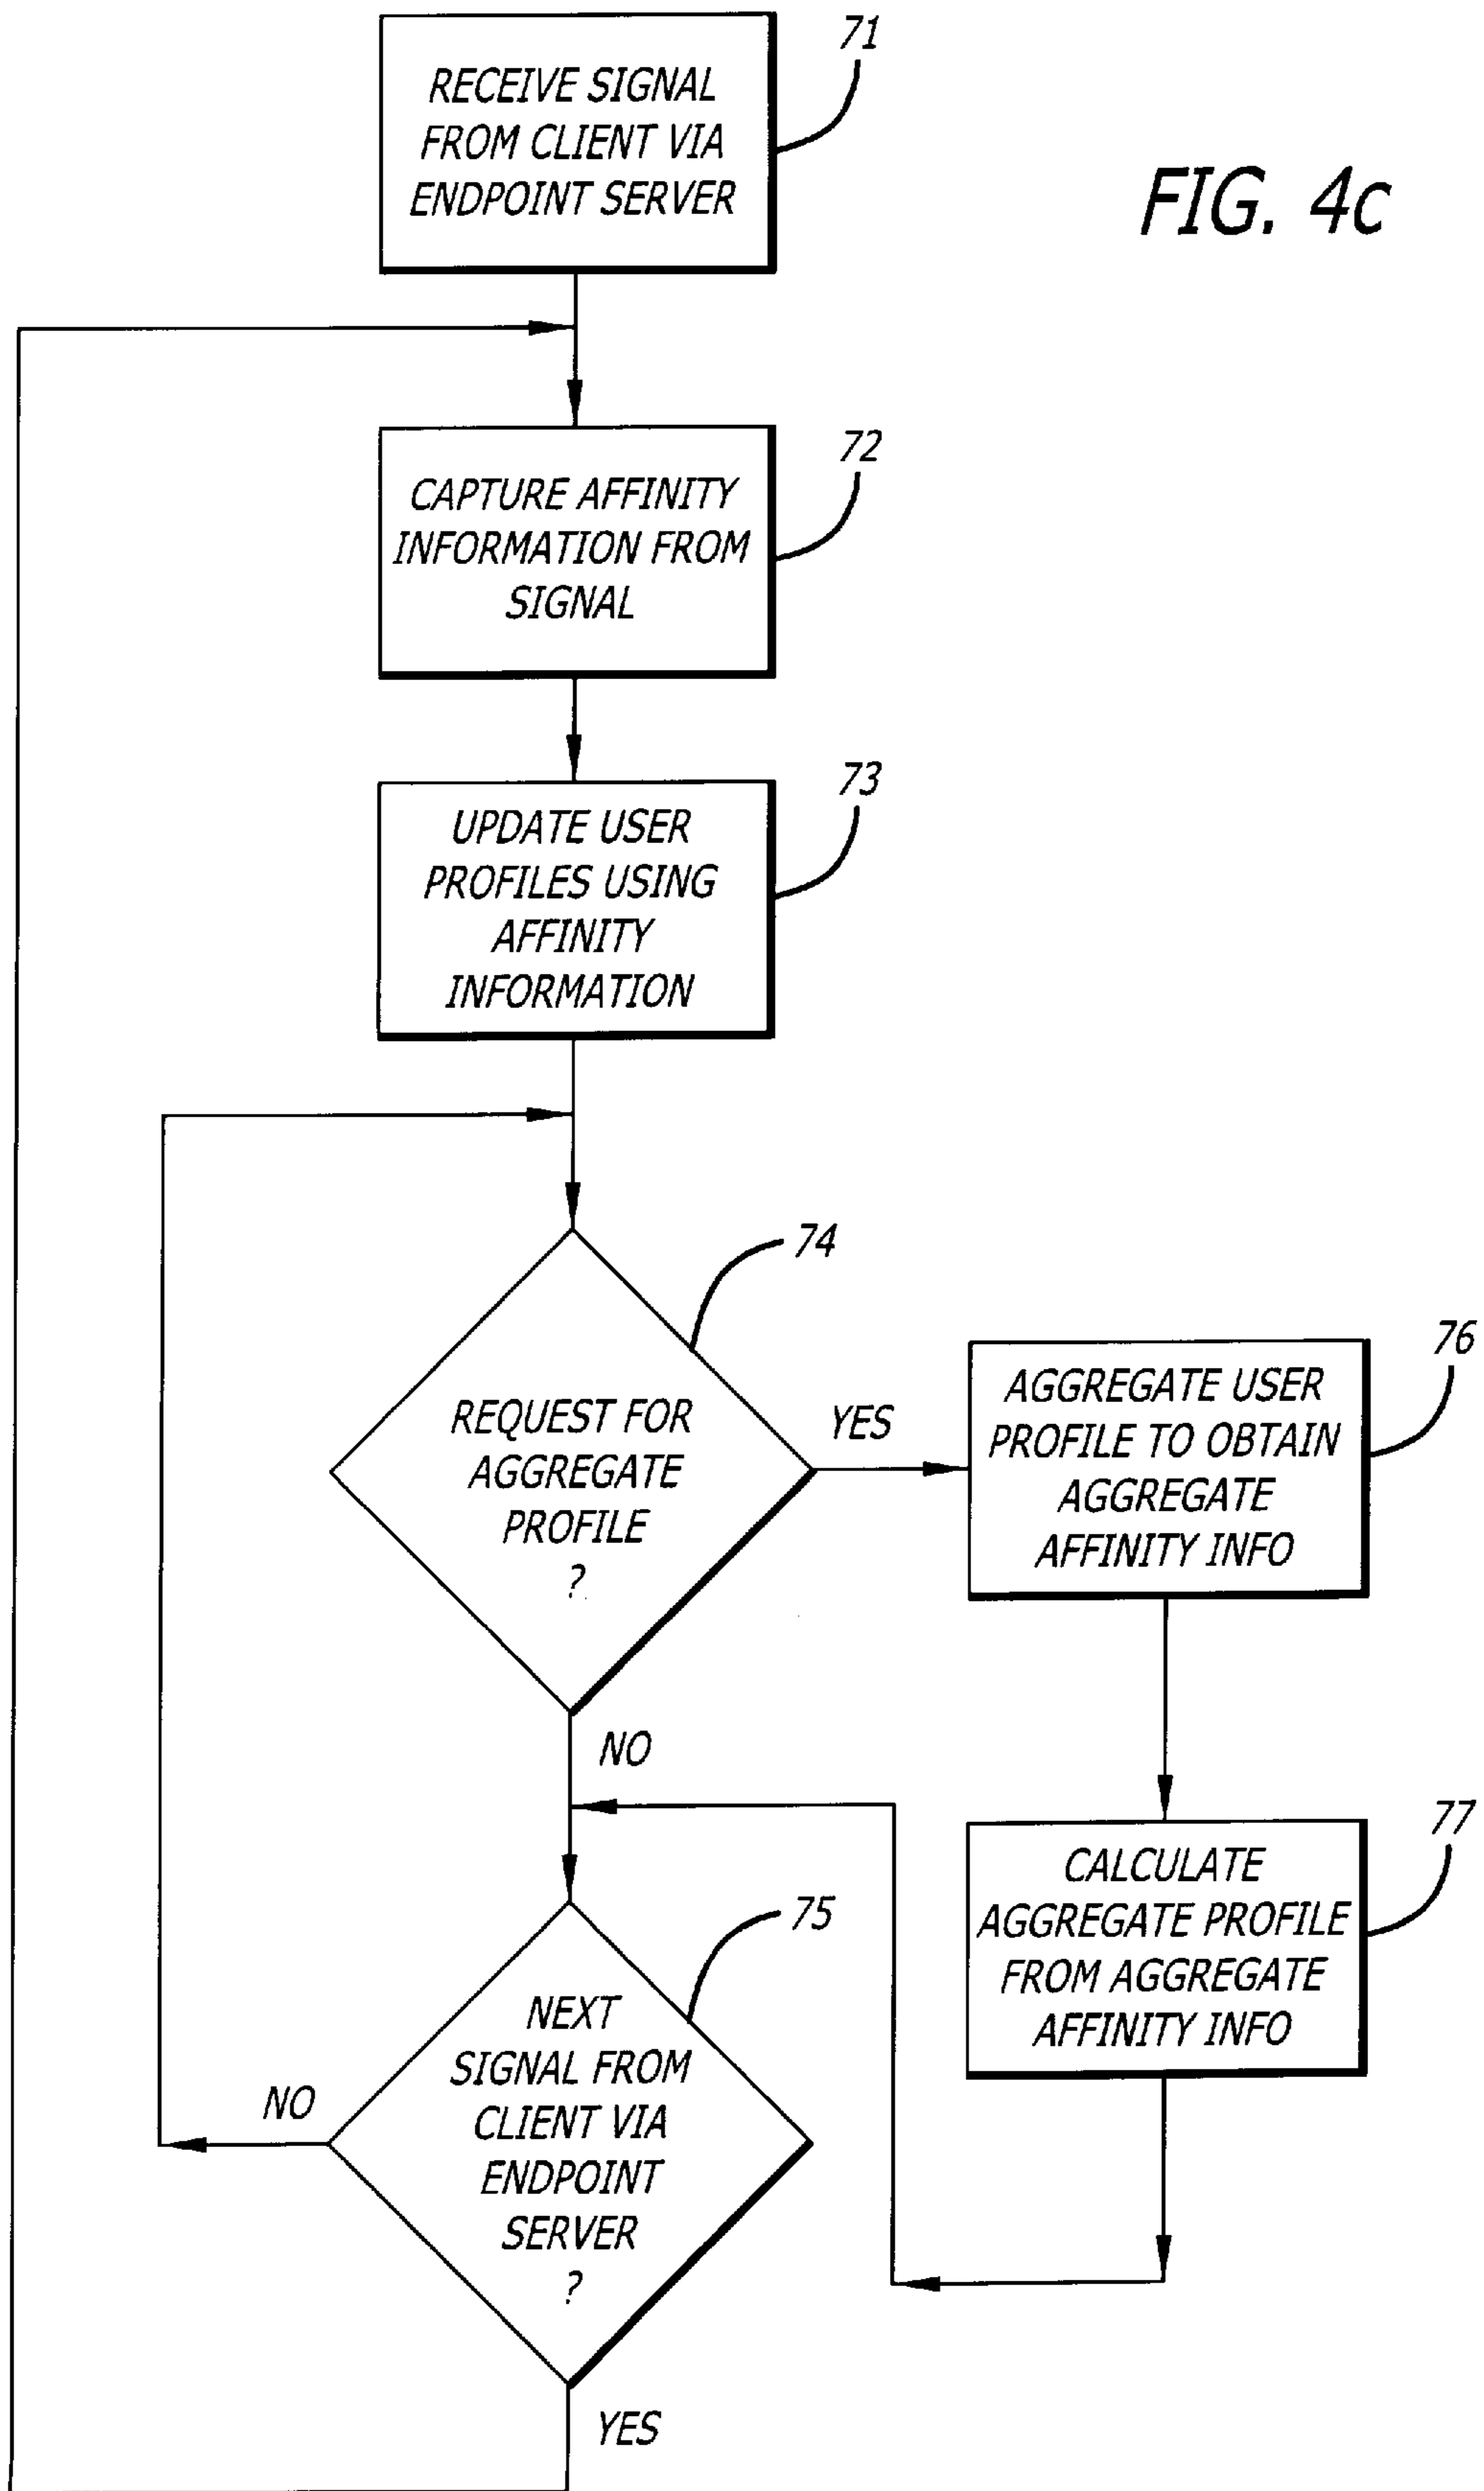 71
RECEIVE SIGNAL
FROM CLIENT VIA
ENDPOINT SERVER
FIG. 4c
72
CAPTURE AFFINITY
INFORMATION FROM
SIGNAL
73
UPDATE USER
PROFILES USING
AFFINITY
INFORMATION
74
REQUEST FOR
AGGREGATE
PROFILE
?
YES
76
AGGREGATE USER
PROFILE TO OBTAIN
AGGREGATE
AFFINITY INFO
NO
77
CALCULATE
AGGREGATE PROFILE
FROM AGGREGATE
AFFINITY INFO
75
NEXT
SIGNAL FROM
CLIENT VIA
ENDPOINT
SERVER
?
NO
YES